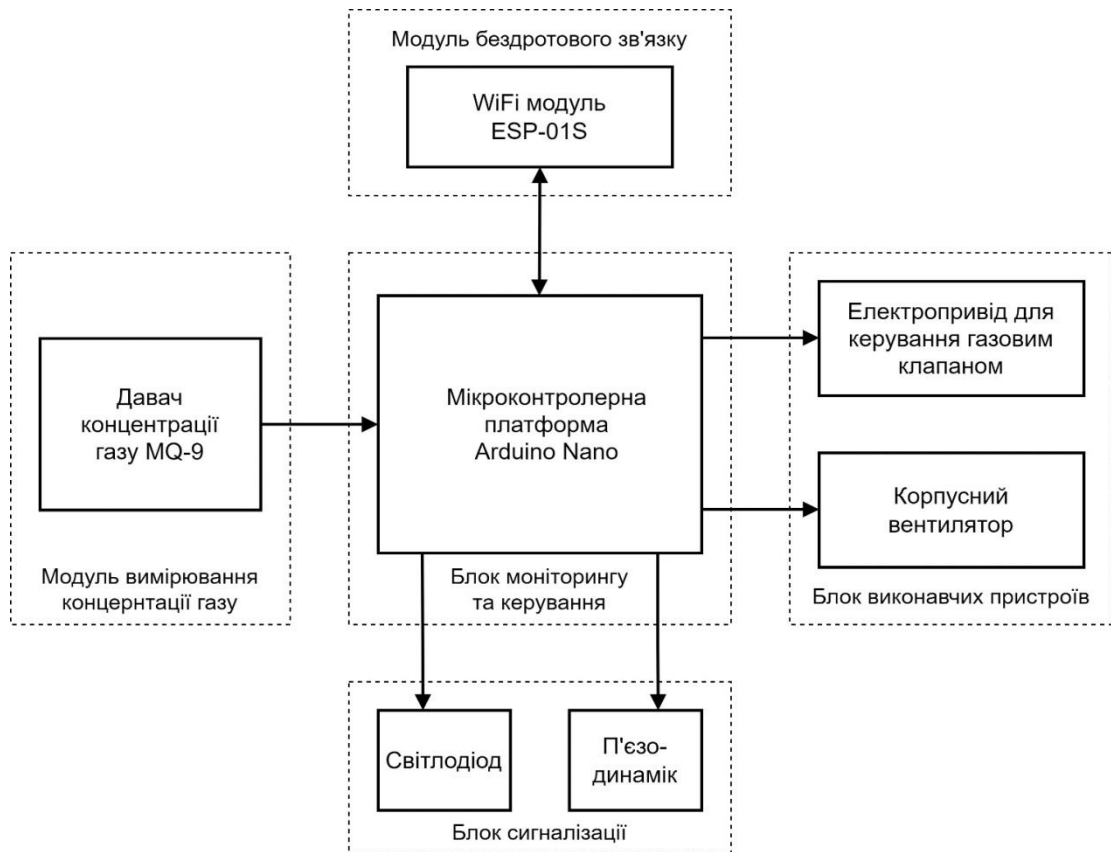 Модуль бездротового зв'язку
WiFi модуль
ESP-01S
Давач
концентрації
газу MQ-9
Модуль вимірювання
концернтації газу
Мікроконтролерна
платформа
Arduino Nano
Блок моніторингу
та керування
Електропривід для
керування газовим
клапаном
Корпусний
вентилятор
Блок виконавчих пристроїв
Світлодіод
П'єзо-
динамік
Блок сигналізації